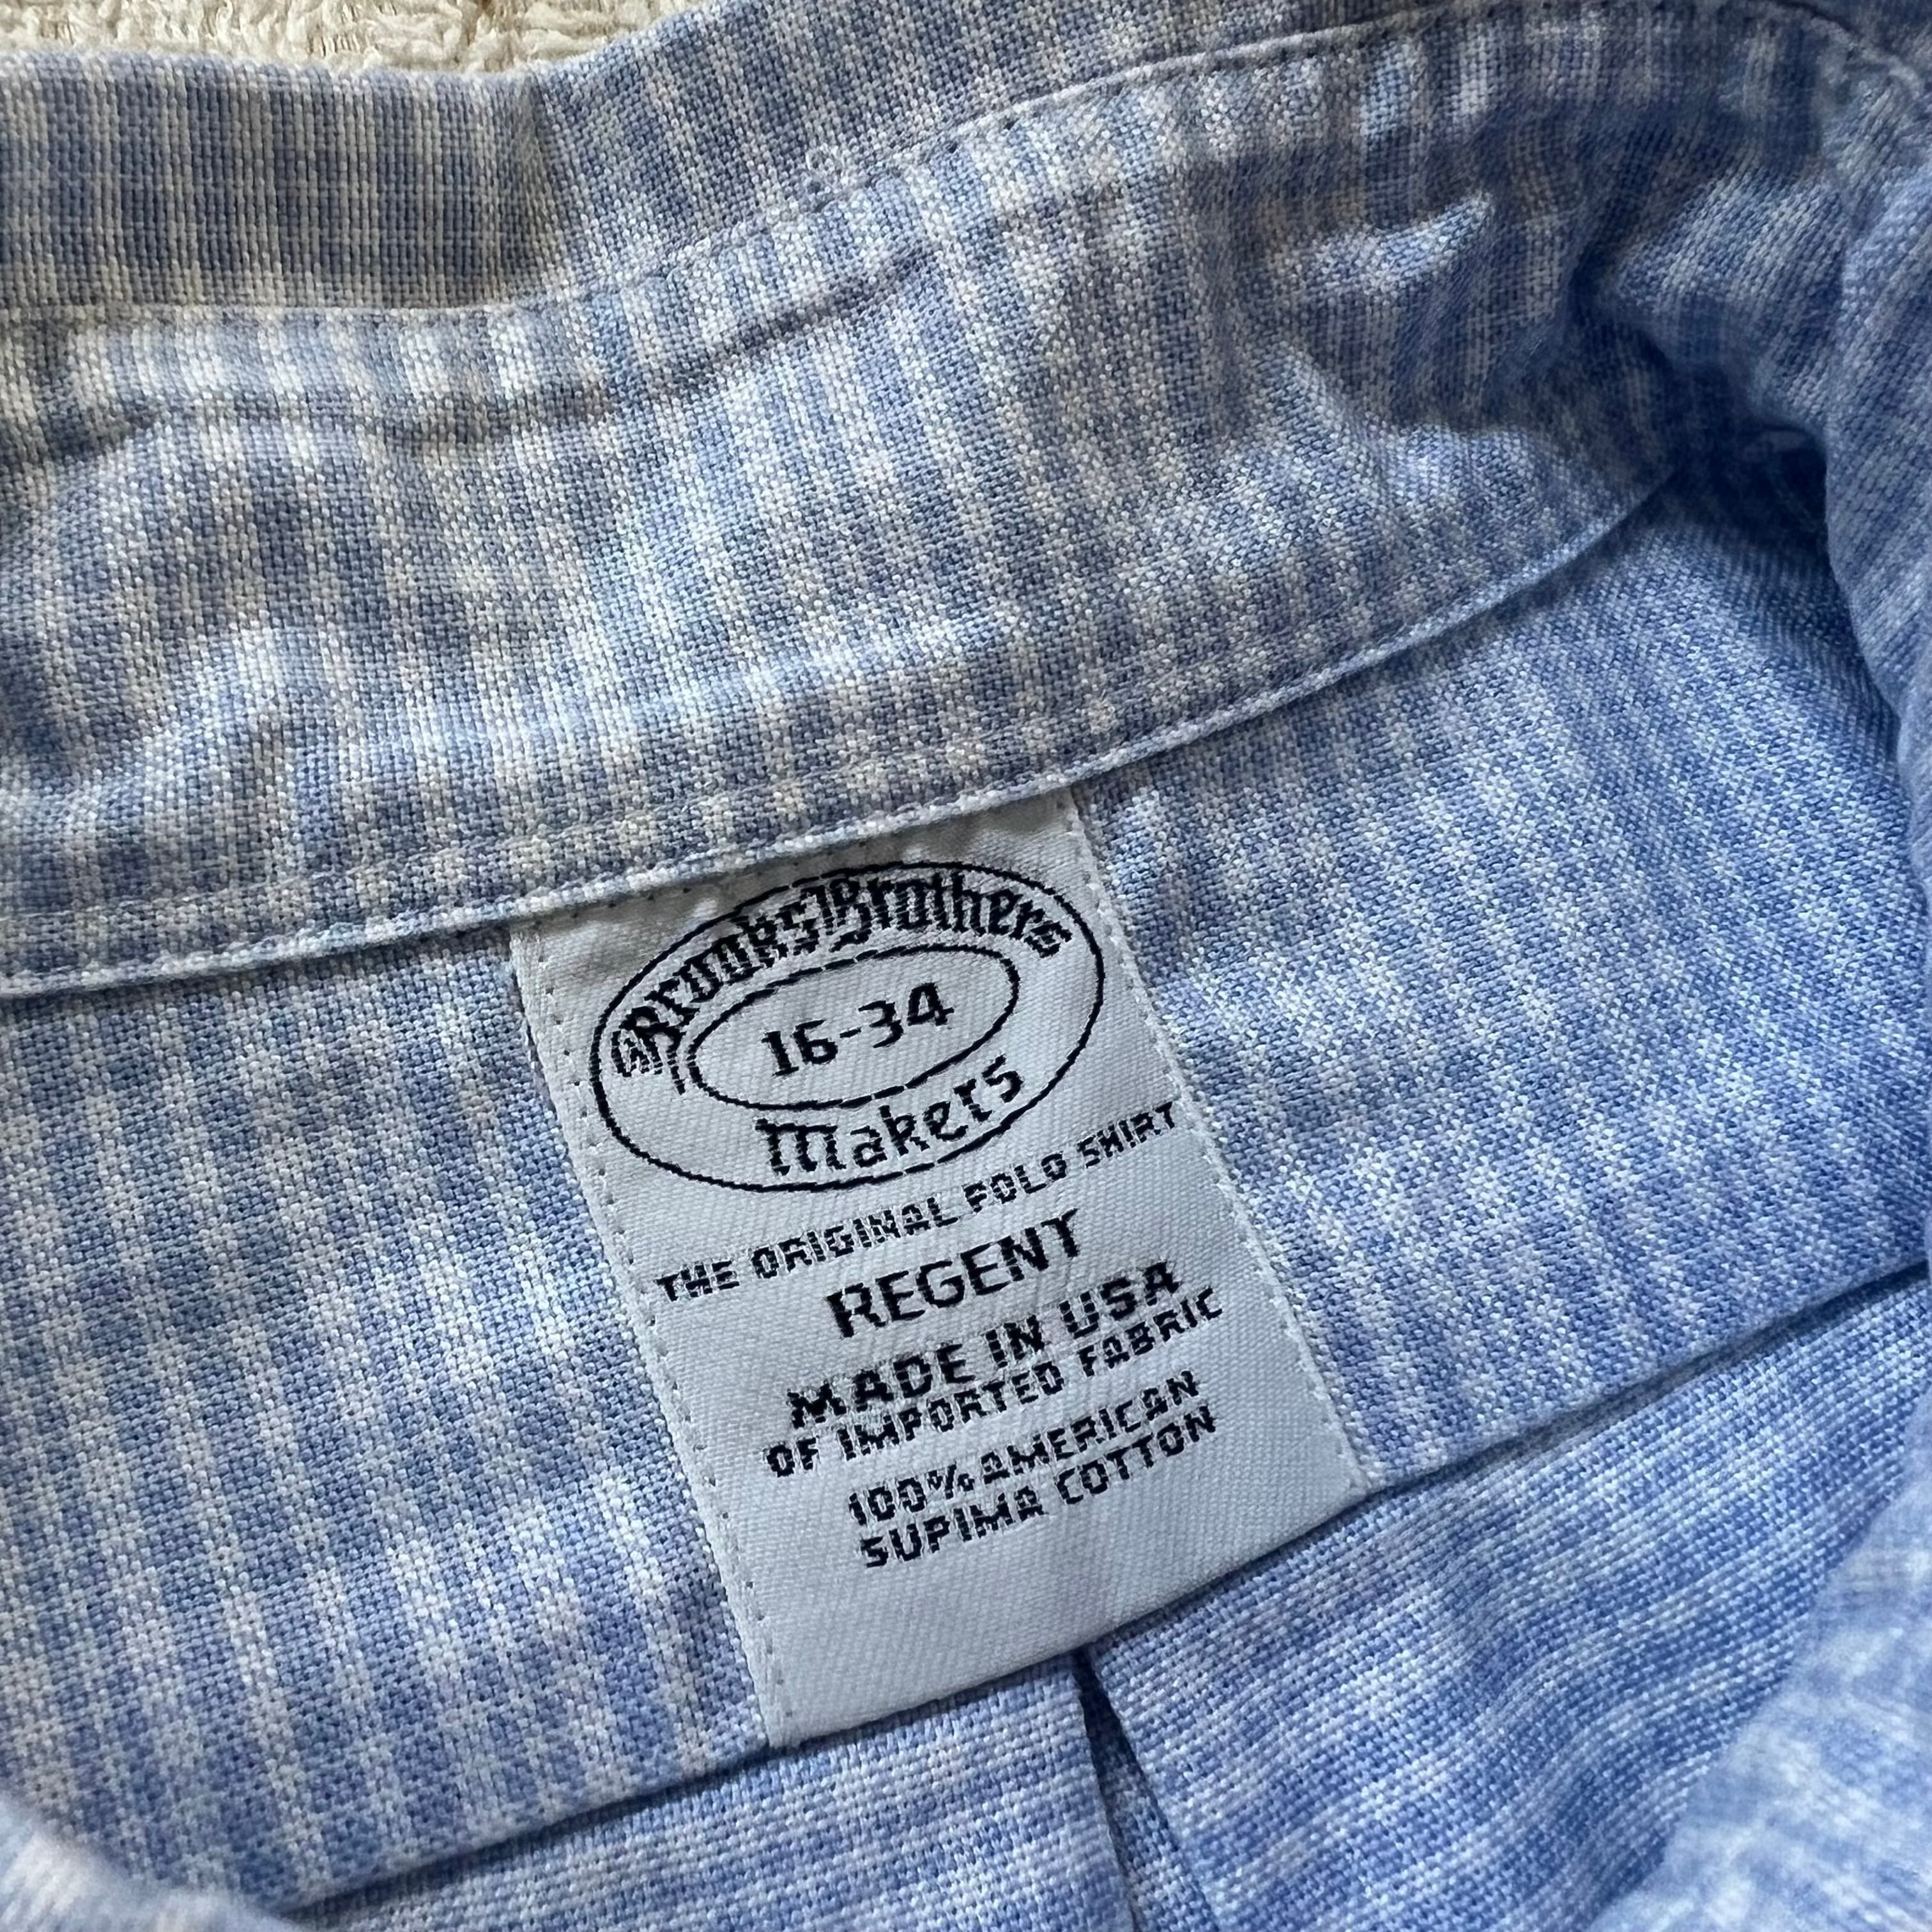 Brooks Brothers
16-34
Makers
THE ORIGINAL POLO SHIRT
REGENT
MADE IN USA
OF IMPORTED FABRIC
100% AMERICAN
SUPIMA COTTON